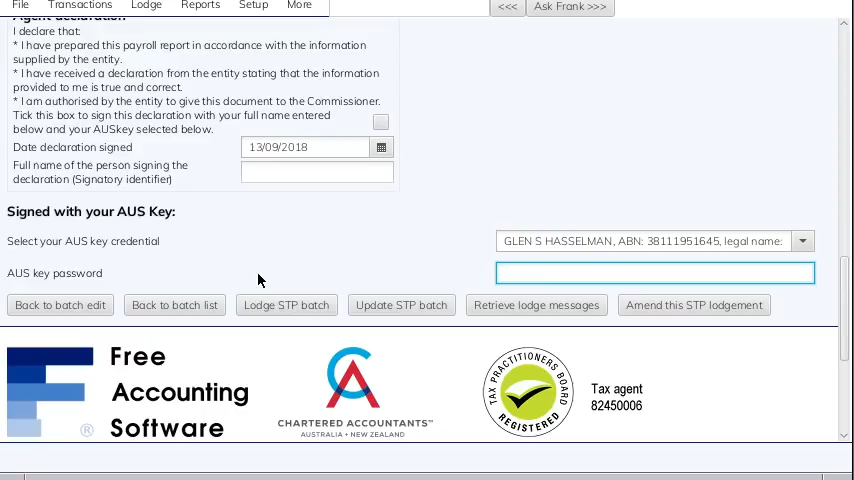 File Transactions Lodge Reports Setup More <<< Ask Frank >>>
Agent declaration
I declare that:
* I have prepared this payroll report in accordance with the information
supplied by the entity.
* I have received a declaration from the entity stating that the information
provided to me is true and correct.
* I am authorised by the entity to give this document to the Commissioner.
Tick this box to sign this declaration with your full name entered
below and your AUSkey selected below.
Date declaration signed 13/09/2018
Full name of the person signing the
declaration (Signatory identifier)
Signed with your AUS Key:
Select your AUS key credential GLEN S HASSELMAN, ABN: 38111951645, legal name:
AUS key password
Back to batch edit Back to batch list Lodge STP batch Update STP batch Retrieve lodge messages Amend this STP lodgement
Free
Accounting
Software
®
CHARTERED ACCOUNTANTS™
AUSTRALIA + NEW ZEALAND
TAX PRACTITIONERS BOARD
REGISTERED
Tax agent
82450006